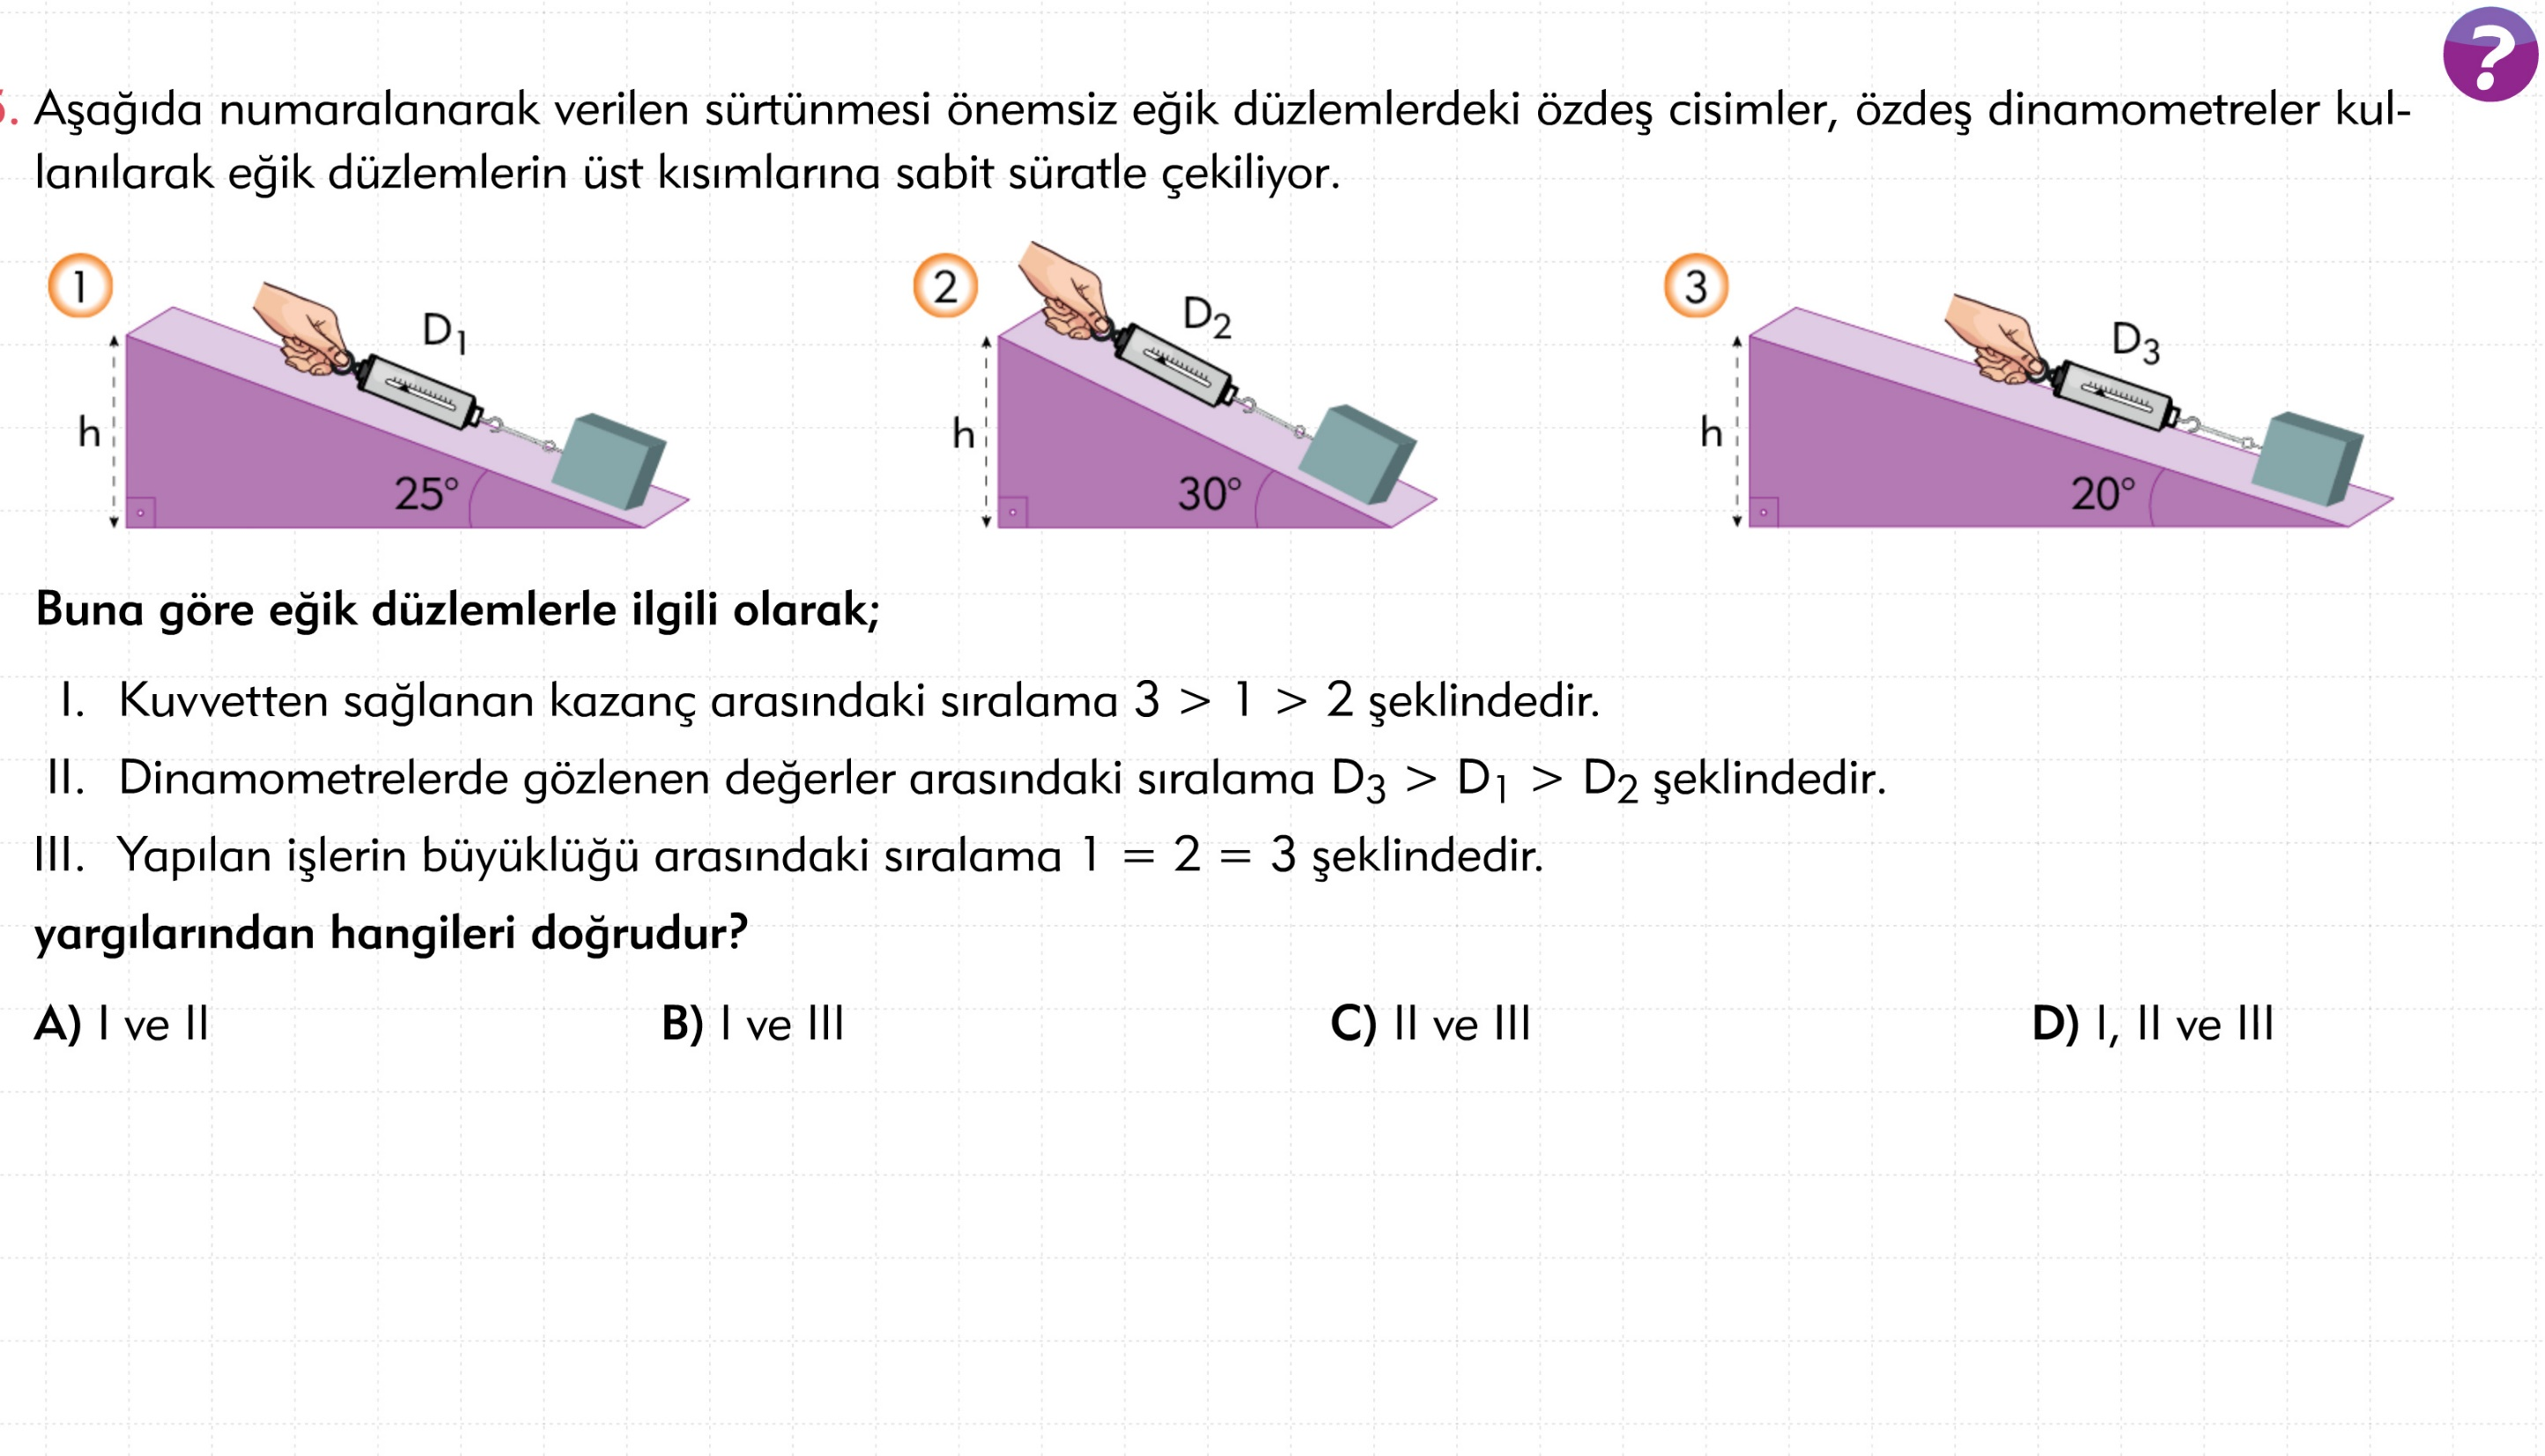 . Aşağıda numaralanarak verilen sürtünmesi önemsiz eğik düzlemlerdeki özdeş cisimler, özdeş dinamometreler kul-
lanılarak eğik düzlemlerin üst kısımlarına sabit süratle çekiliyor.
?
1 D1 h 25°
2 D2 h 30°
3 D3 h 20°
Buna göre eğik düzlemlerle ilgili olarak;
I. Kuvvetten sağlanan kazanç arasındaki sıralama 3 > 1 > 2 şeklindedir.
II. Dinamometrelerde gözlenen değerler arasındaki sıralama D3 > D1 > D2 şeklindedir.
III. Yapılan işlerin büyüklüğü arasındaki sıralama 1 = 2 = 3 şeklindedir.
yargılarından hangileri doğrudur?
A) I ve II B) I ve III C) II ve III D) I, II ve III